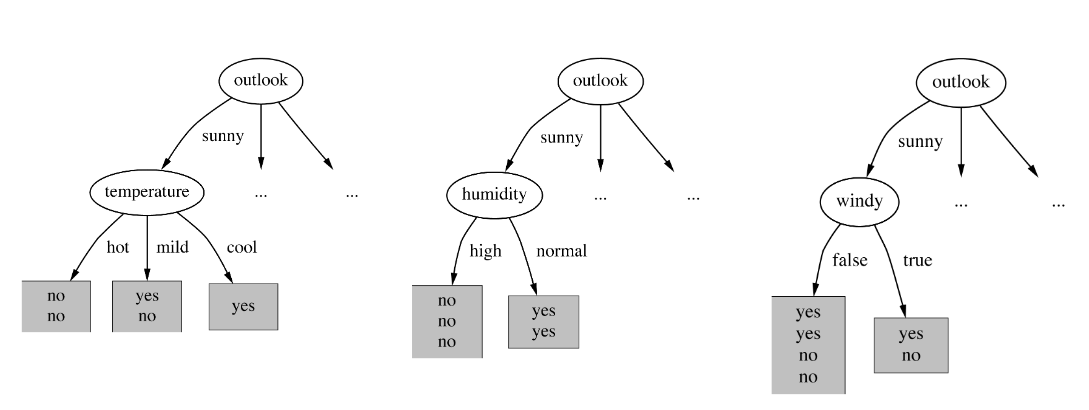 outlook
sunny
temperature
...
...
hot
mild
cool
no
no
yes
no
yes
outlook
sunny
humidity
...
...
high
normal
no
no
no
yes
yes
outlook
sunny
windy
...
...
false
true
yes
yes
no
no
yes
no